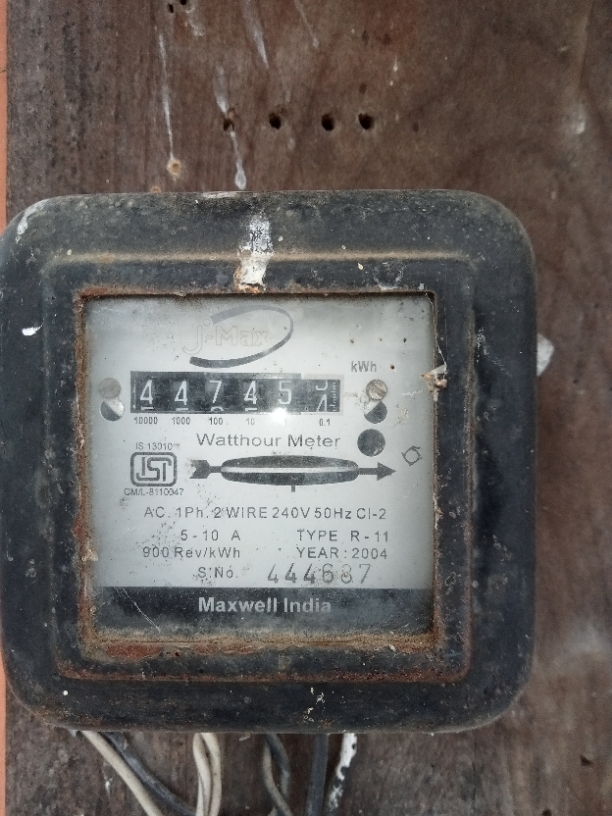 J-Max
kWh
4 4 7 4 5
10000 1000 100 10 1 0.1
Watthour Meter
IS 13010
ISI
CM/L-8110047
AC. 1Ph. 2 WIRE 240V 50Hz Cl-2
5 - 10 A TYPE R - 11
900 Rev/kWh YEAR : 2004
S.No. 444687
Maxwell India